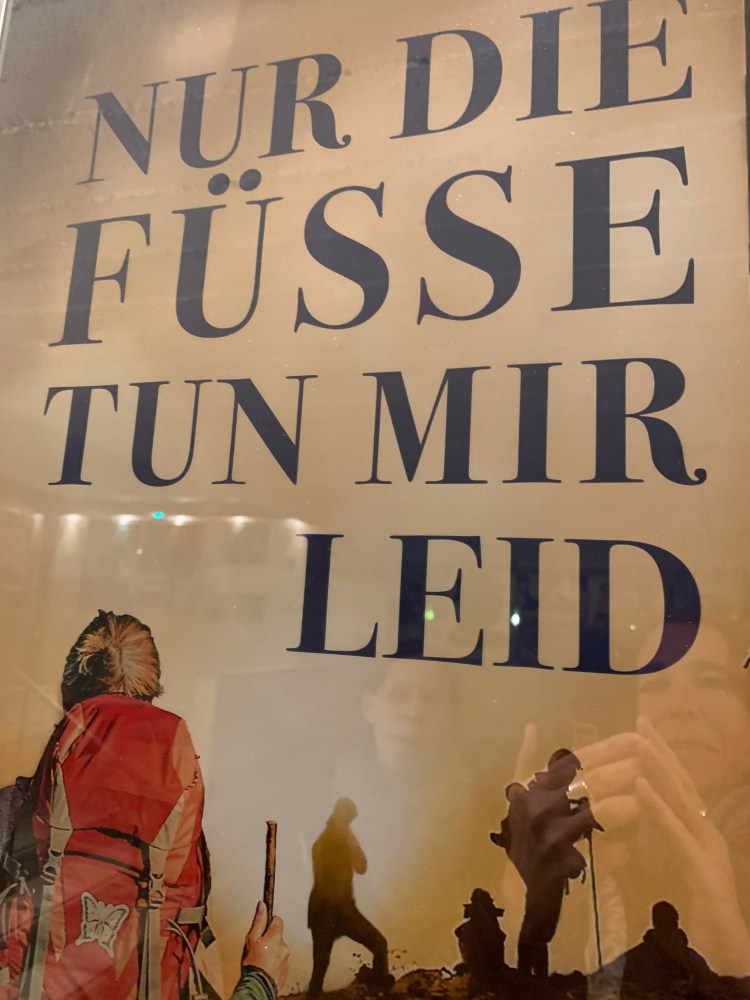 NUR DIE
FÜSSE
TUN MIR
LEID